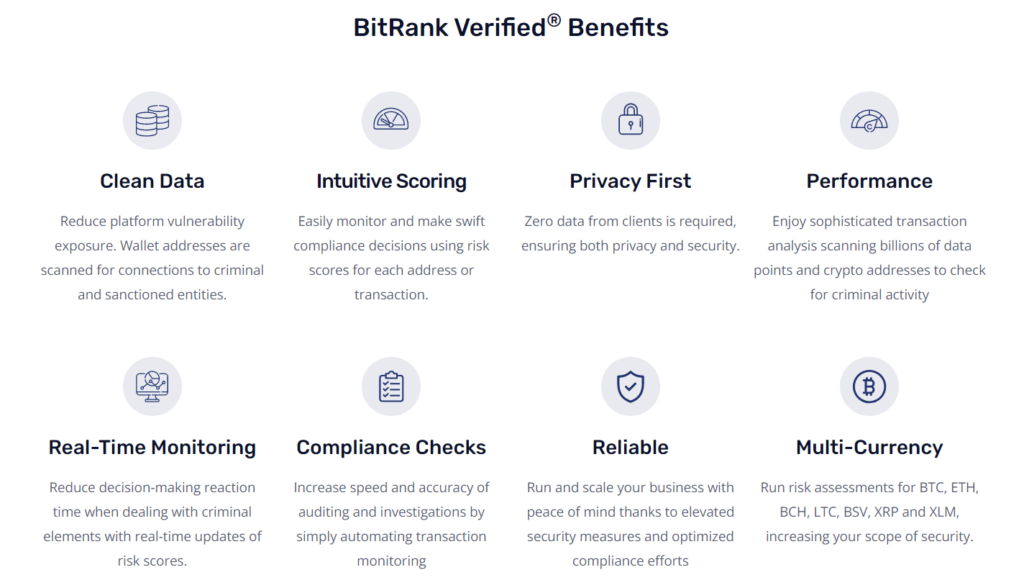 BitRank Verified® Benefits
Clean Data
Reduce platform vulnerability
exposure. Wallet addresses are
scanned for connections to criminal
and sanctioned entities.
Intuitive Scoring
Easily monitor and make swift
compliance decisions using risk
scores for each address or
transaction.
Privacy First
Zero data from clients is required,
ensuring both privacy and security.
Performance
Enjoy sophisticated transaction
analysis scanning billions of data
points and crypto addresses to check
for criminal activity
Real-Time Monitoring
Reduce decision-making reaction
time when dealing with criminal
elements with real-time updates of
risk scores.
Compliance Checks
Increase speed and accuracy of
auditing and investigations by
simply automating transaction
monitoring
Reliable
Run and scale your business with
peace of mind thanks to elevated
security measures and optimized
compliance efforts
Multi-Currency
Run risk assessments for BTC, ETH,
BCH, LTC, BSV, XRP and XLM,
increasing your scope of security.